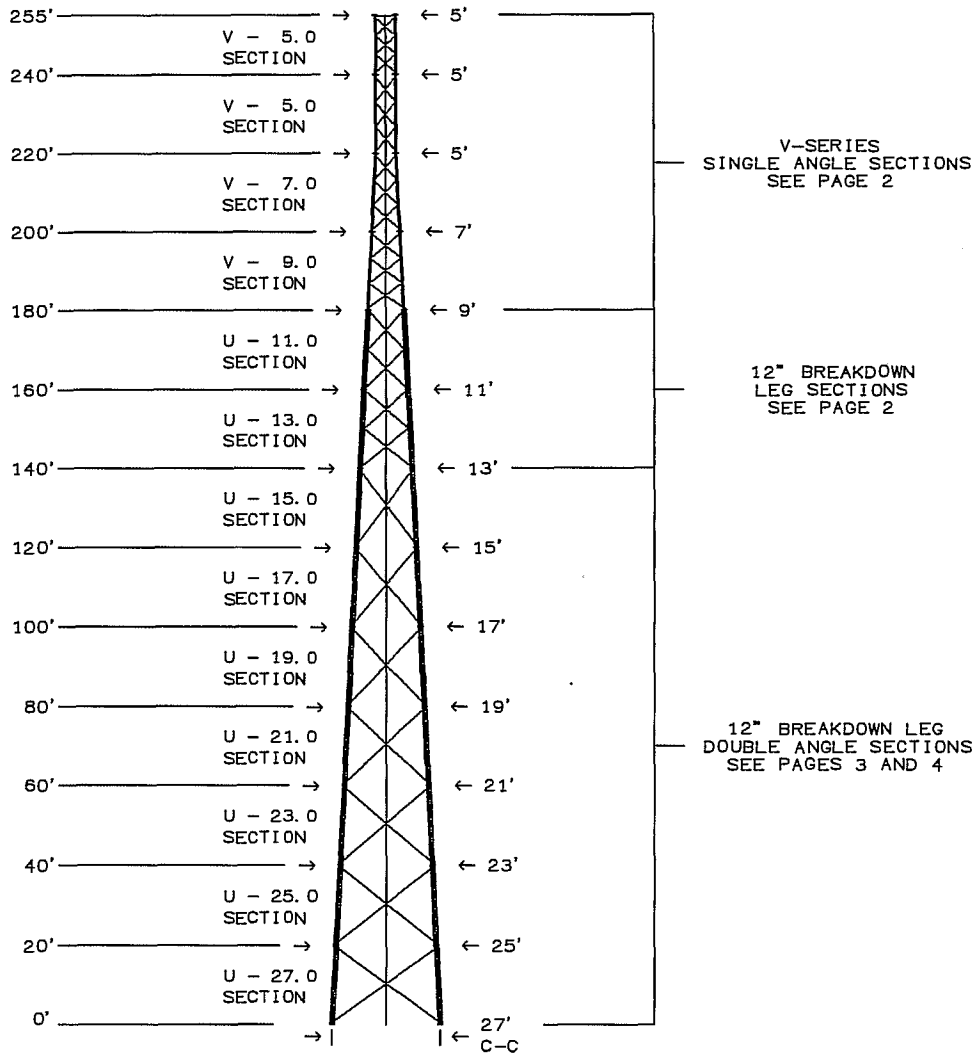 255' 5'
V - 5.0
SECTION
240' 5'
V - 5.0
SECTION
220' 5'
V-SERIES
SINGLE ANGLE SECTIONS
SEE PAGE 2
V - 7.0
SECTION
200' 7'
V - 9.0
SECTION
180' 9'
U - 11.0
SECTION
12" BREAKDOWN
LEG SECTIONS
SEE PAGE 2
160' 11'
U - 13.0
SECTION
140' 13'
U - 15.0
SECTION
120' 15'
U - 17.0
SECTION
100' 17'
U - 19.0
SECTION
80' 19'
U - 21.0
SECTION
12" BREAKDOWN LEG
DOUBLE ANGLE SECTIONS
SEE PAGES 3 AND 4
60' 21'
U - 23.0
SECTION
40' 23'
U - 25.0
SECTION
20' 25'
U - 27.0
SECTION
0' 27'
C-C